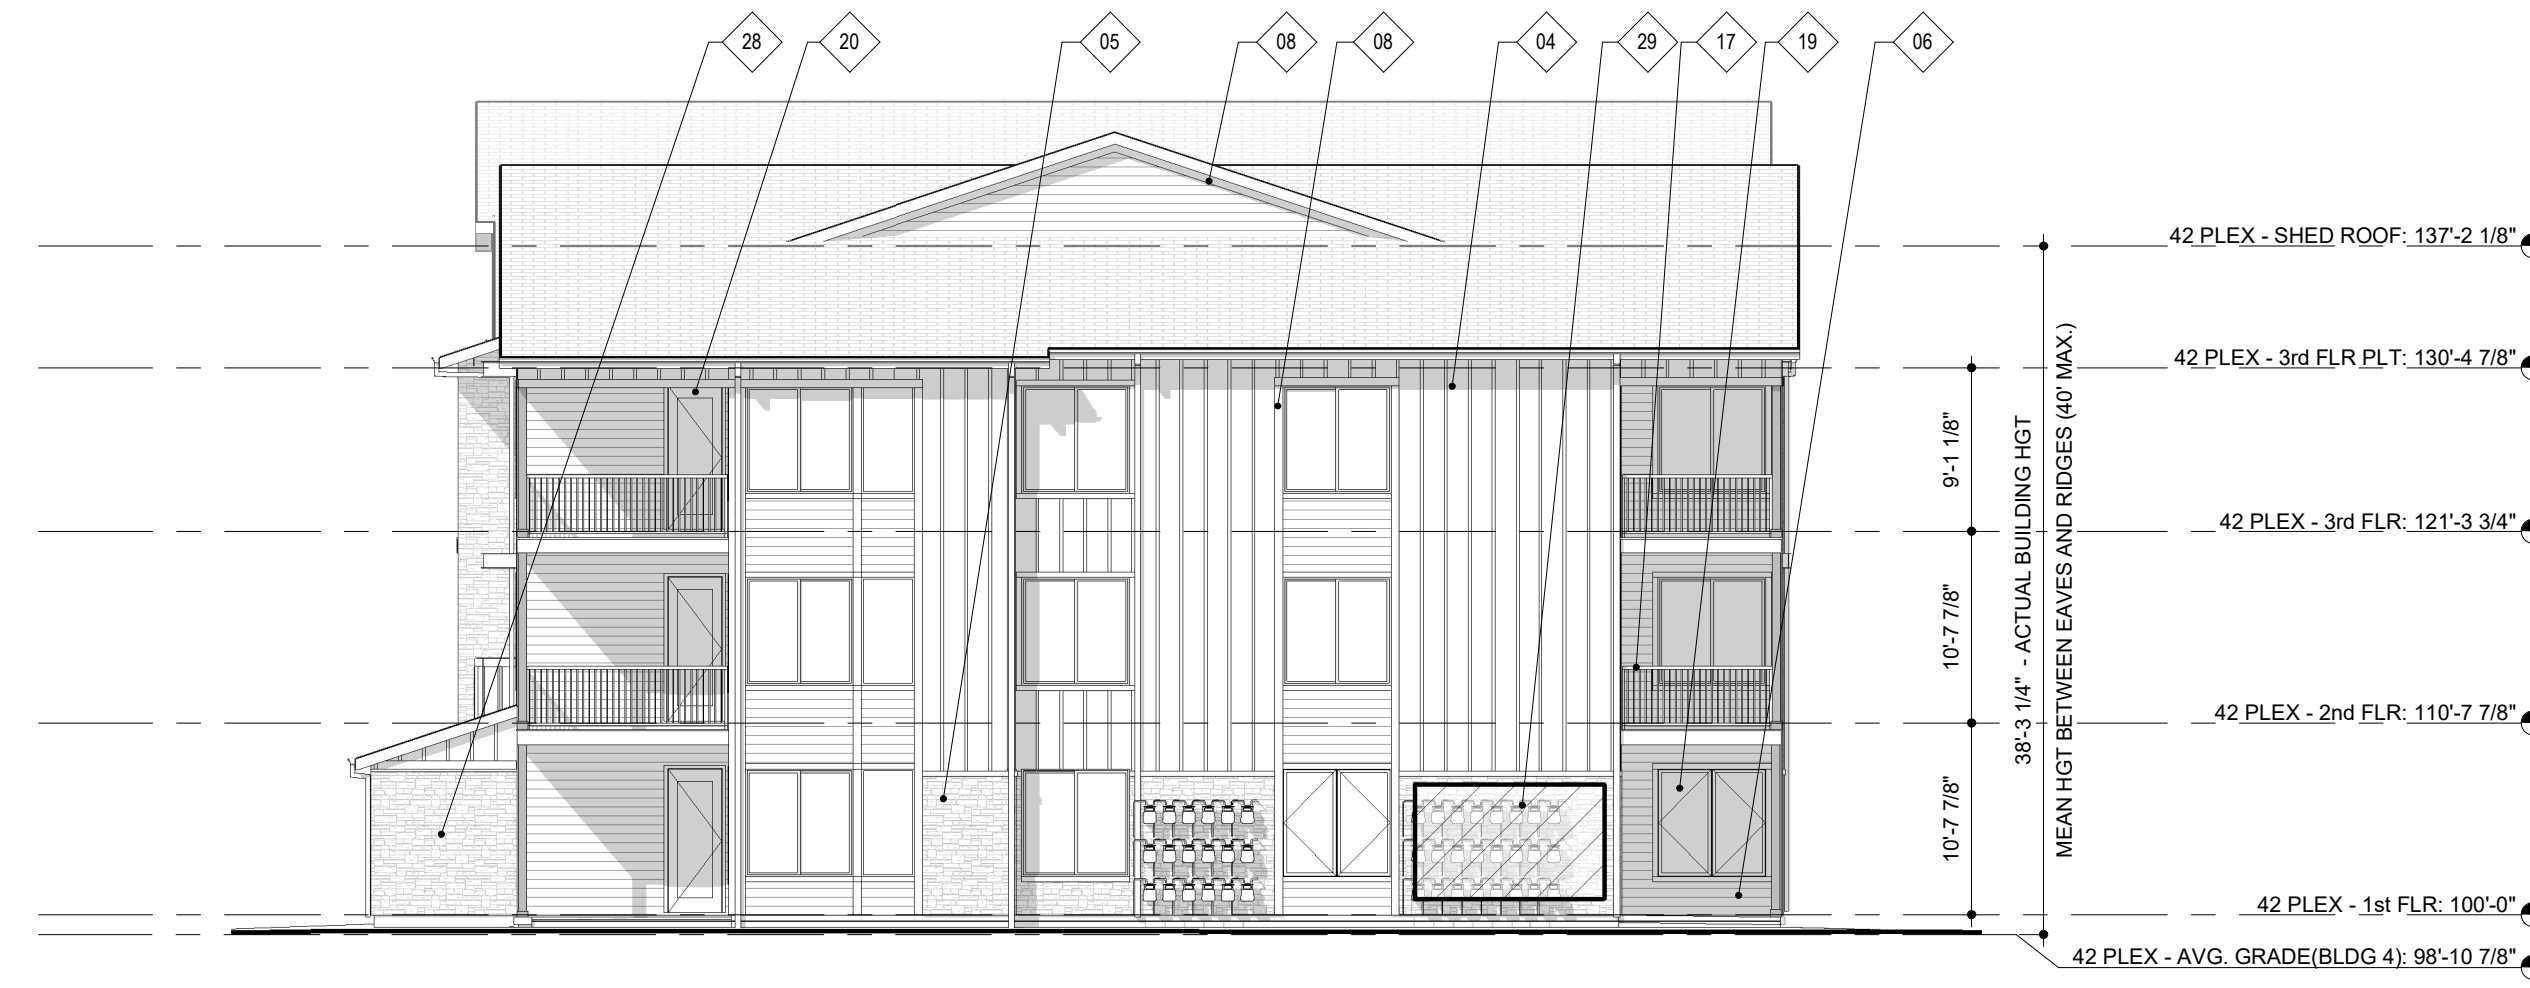 28
20
05
08
08
04
29
17
19
06
42 PLEX - SHED ROOF: 137'-2 1/8"
42 PLEX - 3rd FLR PLT: 130'-4 7/8"
9'-1 1/8"
42 PLEX - 3rd FLR: 121'-3 3/4"
10'-7 7/8"
38'-3 1/4" - ACTUAL BUILDING HGT
MEAN HGT BETWEEN EAVES AND RIDGES (40' MAX.)
42 PLEX - 2nd FLR: 110'-7 7/8"
10'-7 7/8"
42 PLEX - 1st FLR: 100'-0"
42 PLEX - AVG. GRADE(BLDG 4): 98'-10 7/8"